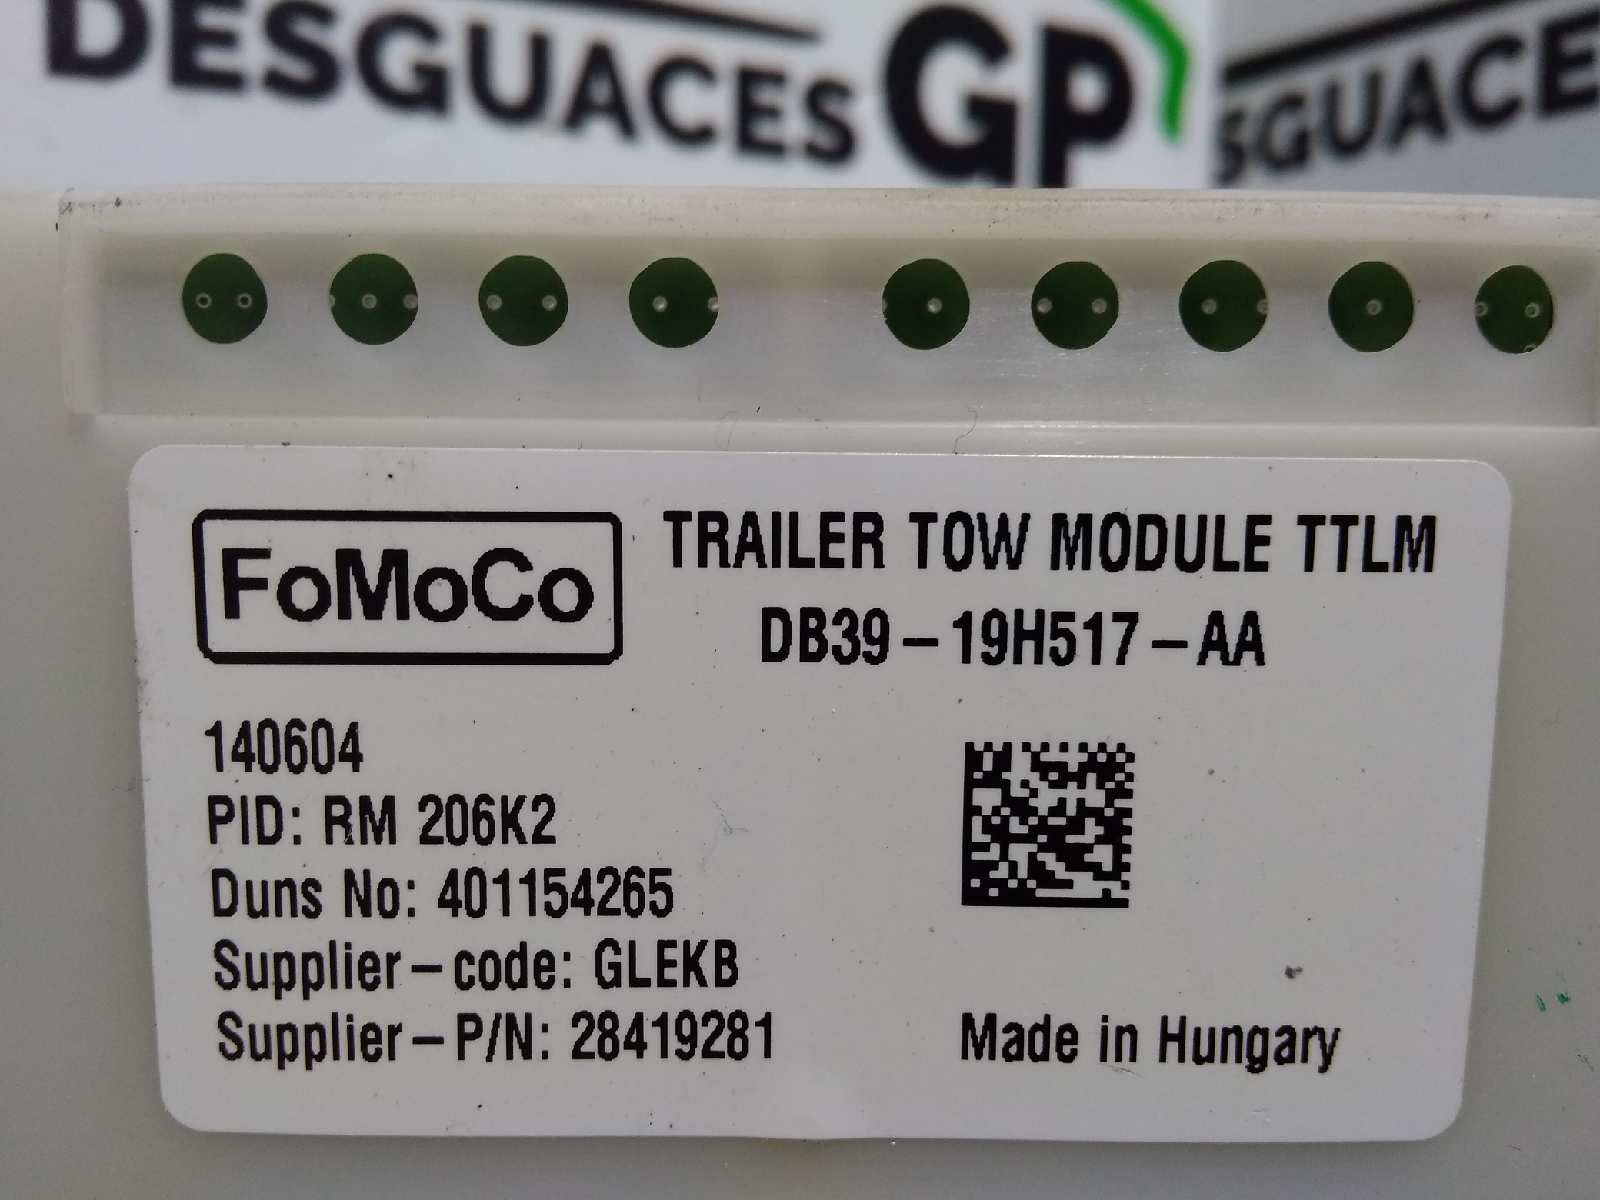 DESGUACES GP
SGUACE
FoMoCo
TRAILER TOW MODULE TTLM
DB39-19H517-AA
140604
PID: RM 206K2
Duns No: 401154265
Supplier-code: GLEKB
Supplier-P/N: 28419281
Made in Hungary